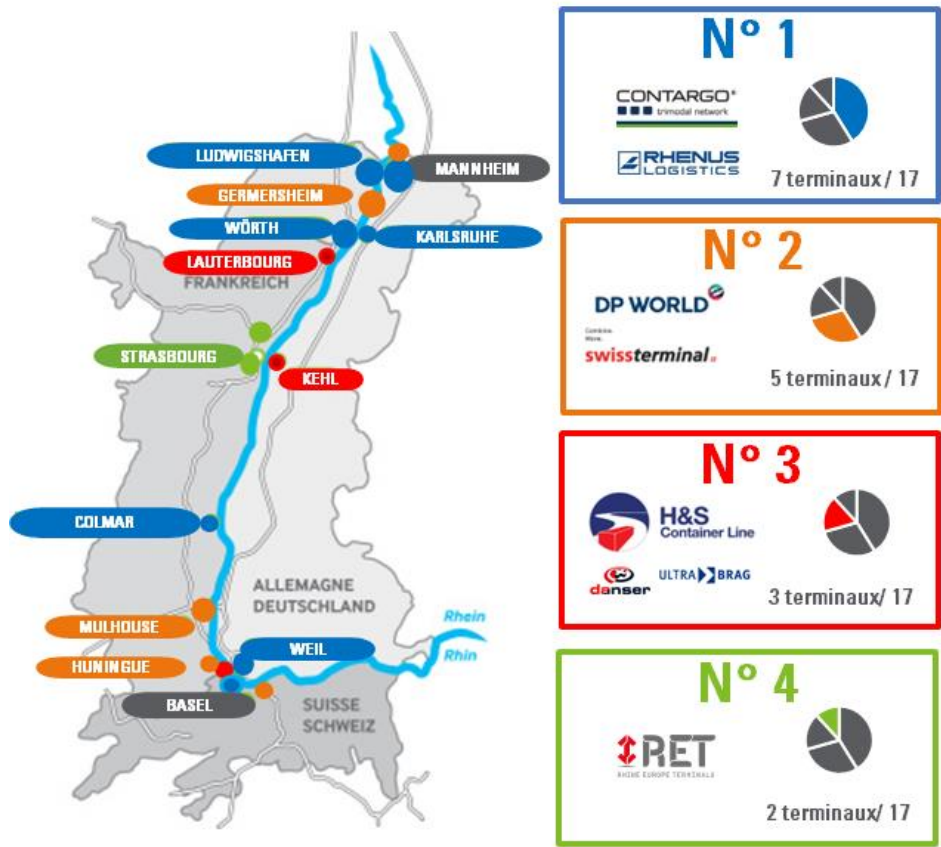 LUDWIGSHAFEN
MANNHEIM
GERMERSHEIM
WÖRTH
KARLSRUHE
LAUTERBOURG
FRANKREICH
STRASBOURG
KEHL
COLMAR
ALLEMAGNE
DEUTSCHLAND
MULHOUSE
Rhein
Rhin
WEIL
HUNINGUE
BASEL
SUISSE
SCHWEIZ
N° 1
CONTARGO®
trimodal network
RHENUS
LOGISTICS
7 terminaux / 17
N° 2
DP WORLD
Combine.
Move.
swissterminal
5 terminaux / 17
N° 3
H&S
Container Line
danser
ULTRA BRAG
3 terminaux/ 17
N° 4
RET
RHINE EUROPE TERMINALS
2 terminaux/ 17